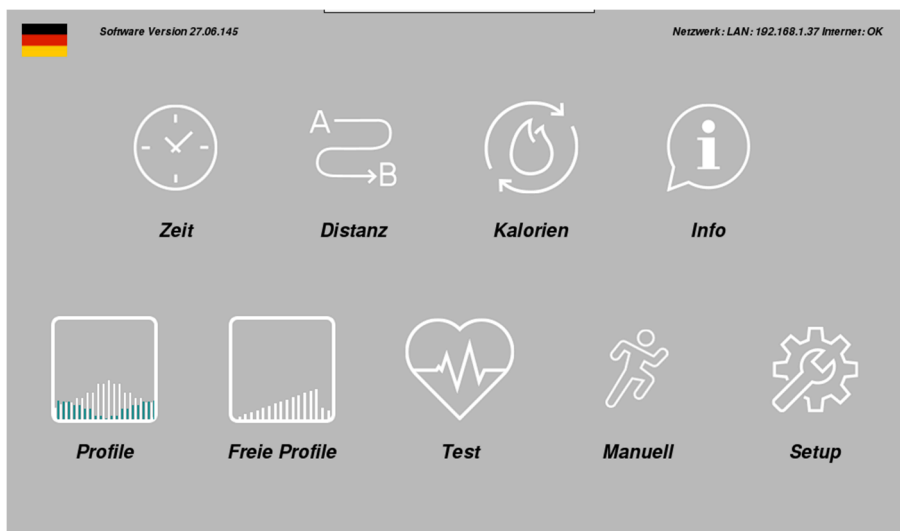 Software Version 27.06.145
Netzwerk: LAN: 192.168.1.37 Internet: OK
A
B
Zeit
Distanz
Kalorien
Info
Profile
Freie Profile
Test
Manuell
Setup